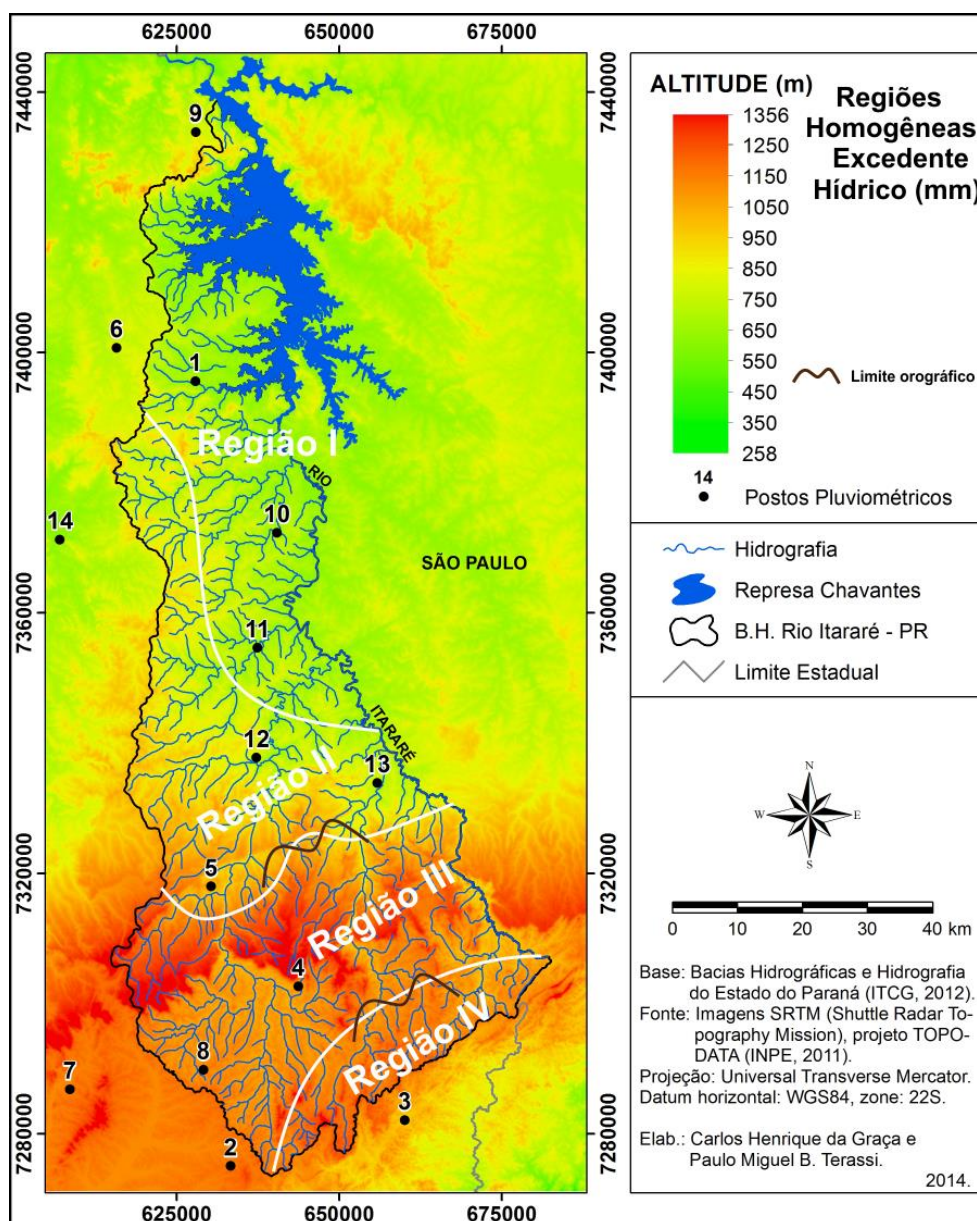 625000 650000 675000
7440000 7440000
7400000 7400000
7360000 7360000
7320000 7320000
7280000 7280000
9
6
1
Região I
RIO
10
14
SÃO PAULO
11
ITARARÉ
12
13
Região II
5
Região III
4
Região IV
8
7
3
2
625000 650000 675000
ALTITUDE (m)
1356
1250
1150
1050
950
850
750
650
550
450
350
258
Regiões
Homogêneas
Excedente
Hídrico (mm)
Limite orográfico
14
Postos Pluviométricos
Hidrografia
Represa Chavantes
B.H. Rio Itararé - PR
Limite Estadual
N
W E
S
0 10 20 30 40 km
Base: Bacias Hidrográficas e Hidrografia
do Estado do Paraná (ITCG, 2012).
Fonte: Imagens SRTM (Shuttle Radar To-
pography Mission), projeto TOPO-
DATA (INPE, 2011).
Projeção: Universal Transverse Mercator.
Datum horizontal: WGS84, zone: 22S.
Elab.: Carlos Henrique da Graça e
Paulo Miguel B. Terassi.
2014.